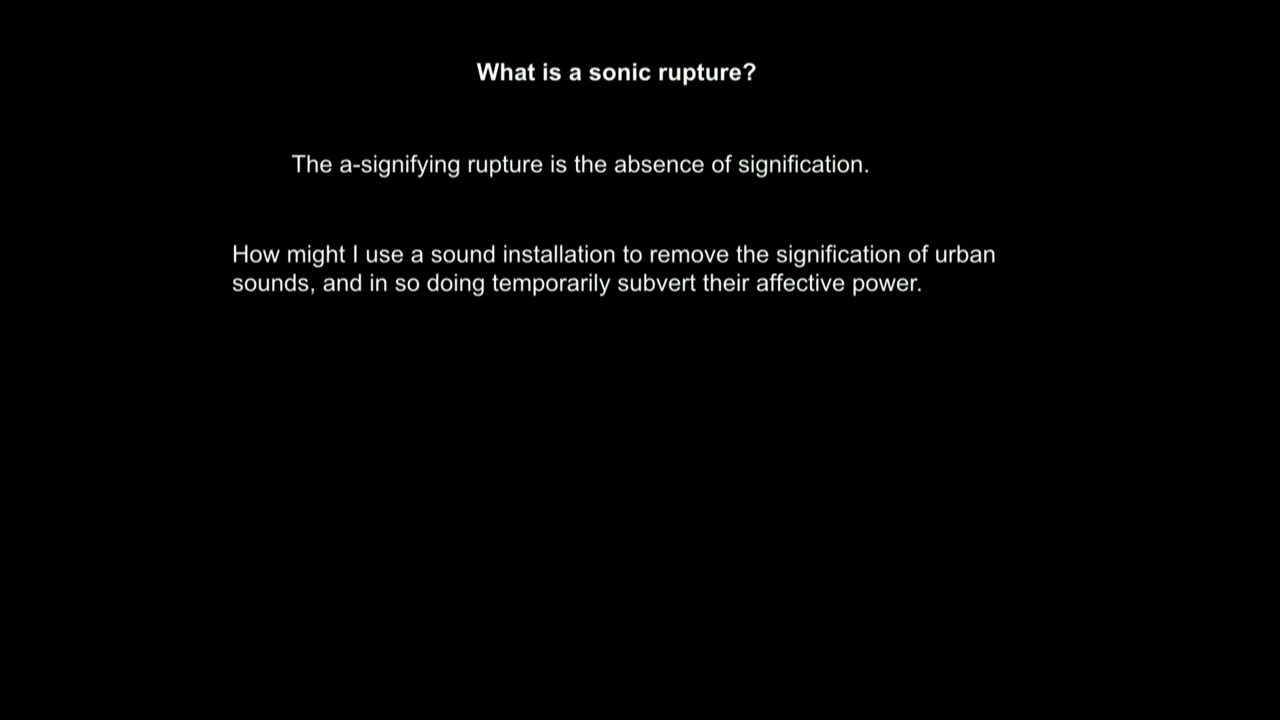 What is a sonic rupture?
The a-signifying rupture is the absence of signification.
How might I use a sound installation to remove the signification of urban
sounds, and in so doing temporarily subvert their affective power.